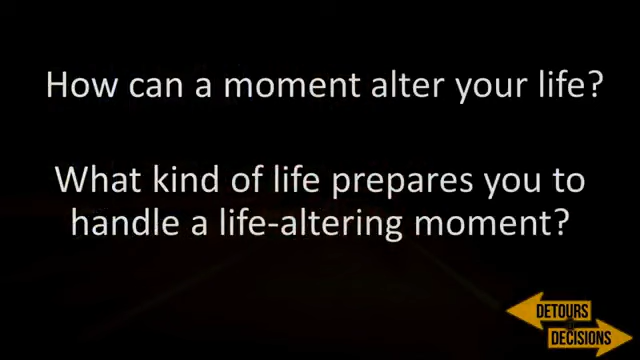 How can a moment alter your life?
What kind of life prepares you to
handle a life-altering moment?
DETOURS
DECISIONS